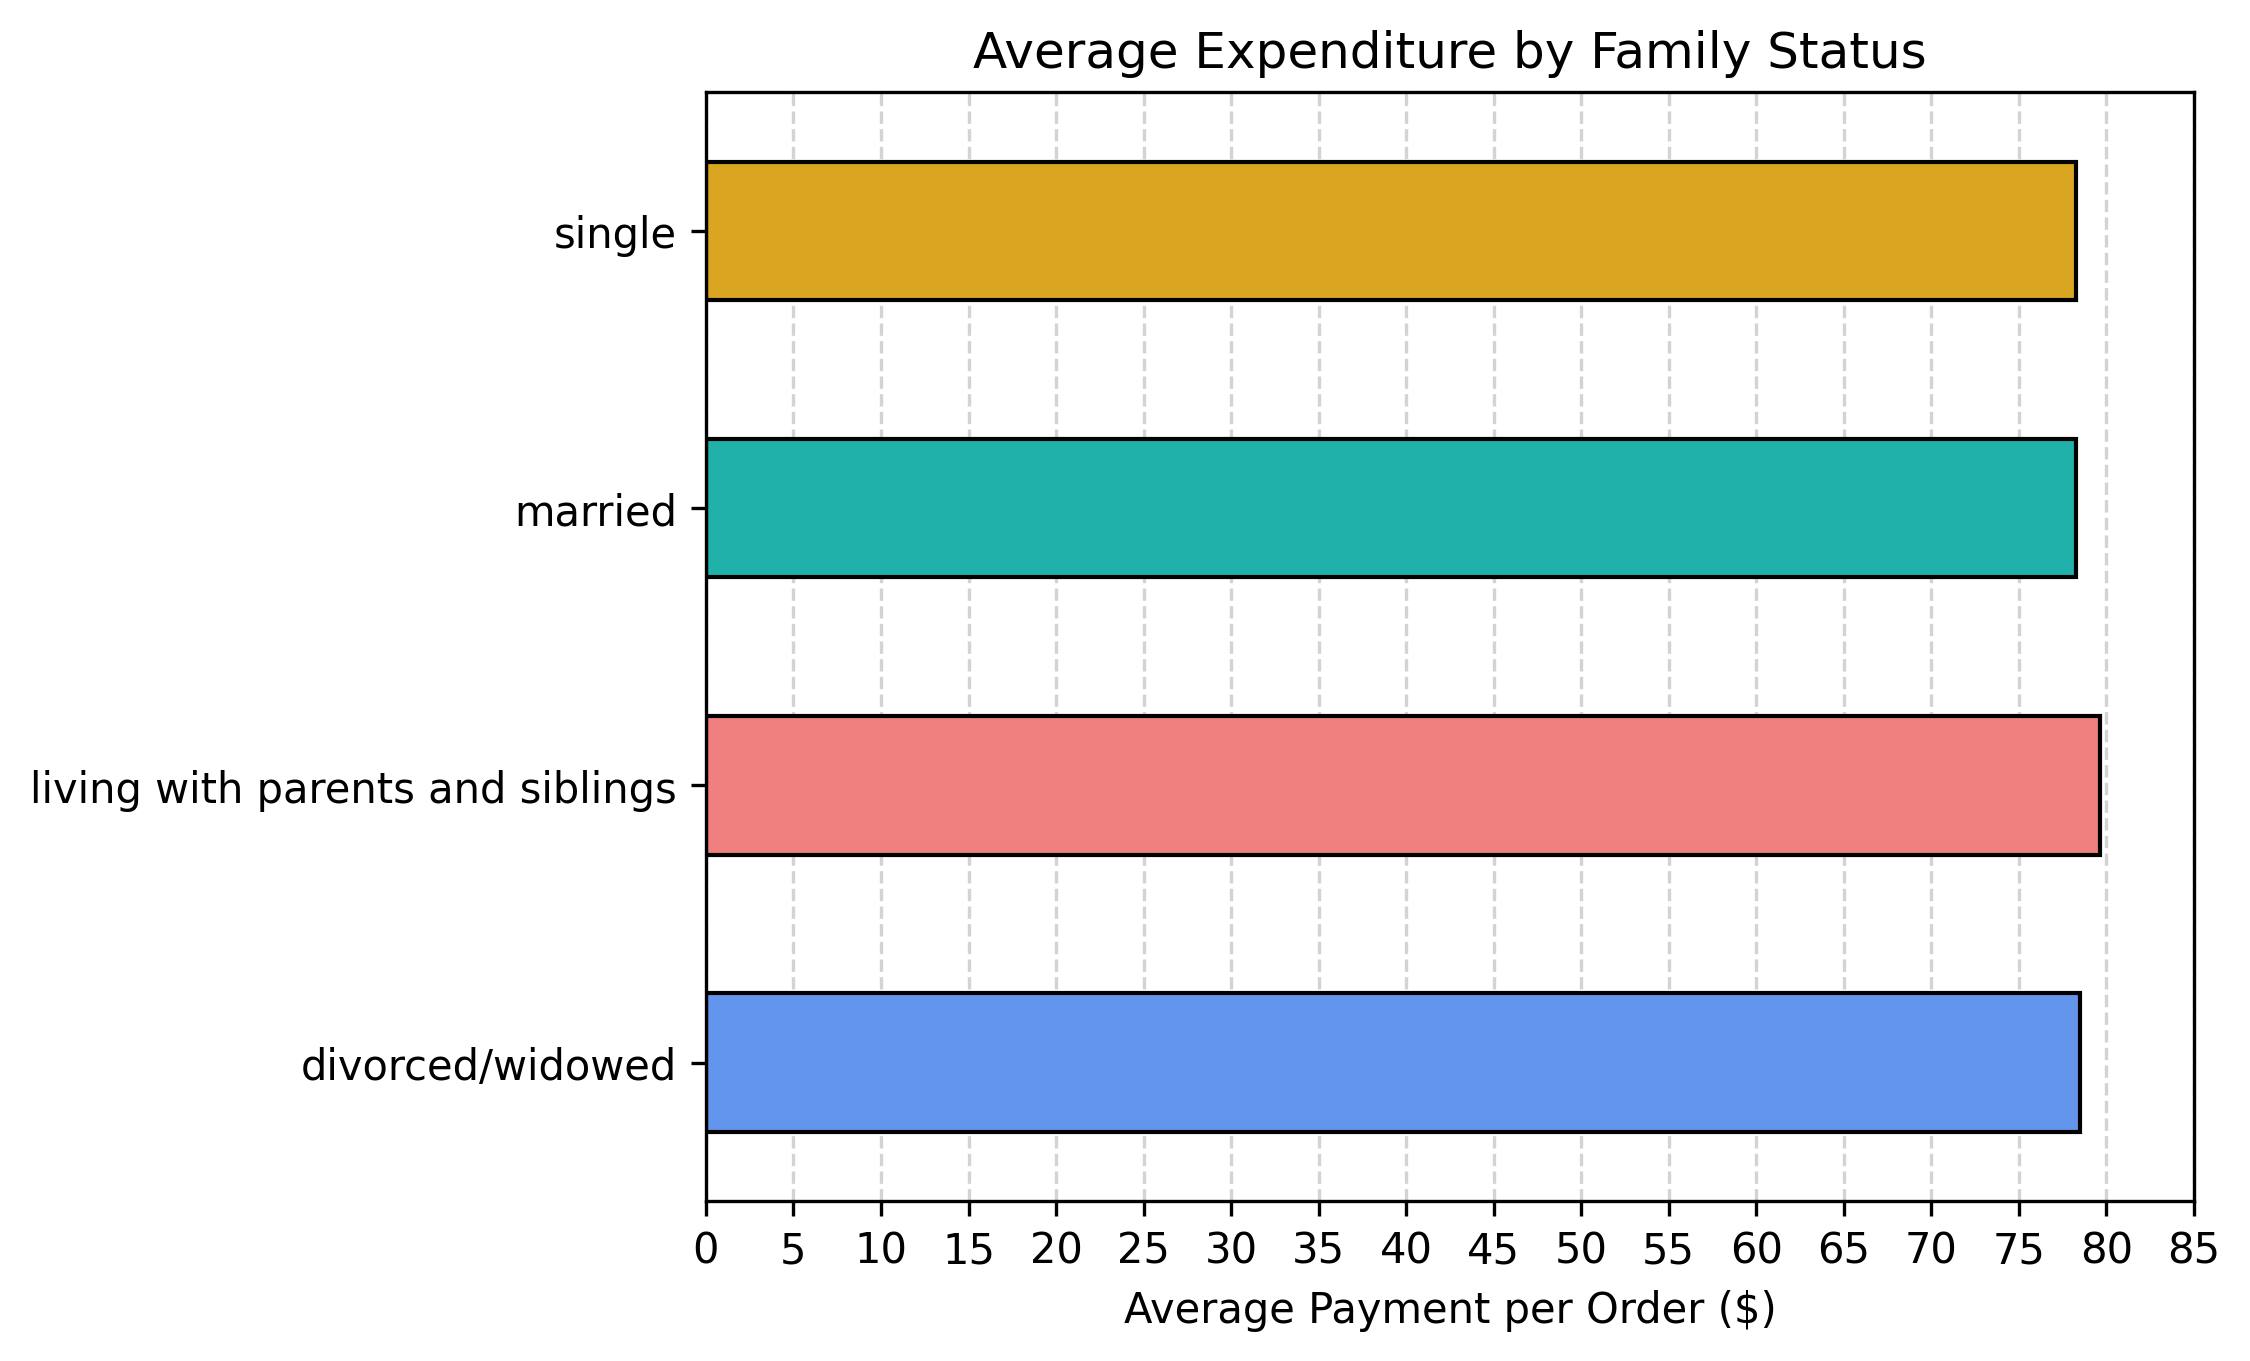 Average Expenditure by Family Status
single
married
living with parents and siblings
divorced/widowed
0 5 10 15 20 25 30 35 40 45 50 55 60 65 70 75 80 85
Average Payment per Order ($)